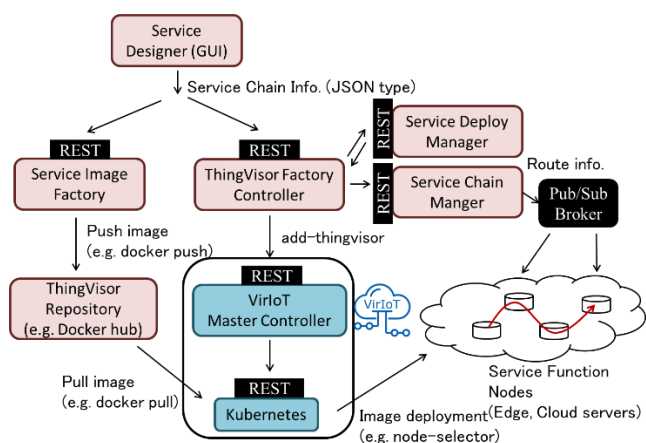 Service
Designer (GUI)
Service Chain Info. (JSON type)
REST
Service Image
Factory
REST
ThingVisor Factory
Controller
REST
Service Deploy
Manager
REST
Service Chain
Manger
Route info.
Pub/Sub
Broker
Push image
(e.g. docker push)
add-thingvisor
ThingVisor
Repository
(e.g. Docker hub)
REST
VirIoT
Master Controller
VirIoT
Pull image
(e.g. docker pull)
REST
Kubernetes
Image deployment
(e.g. node-selector)
Service Function
Nodes
(Edge, Cloud servers)